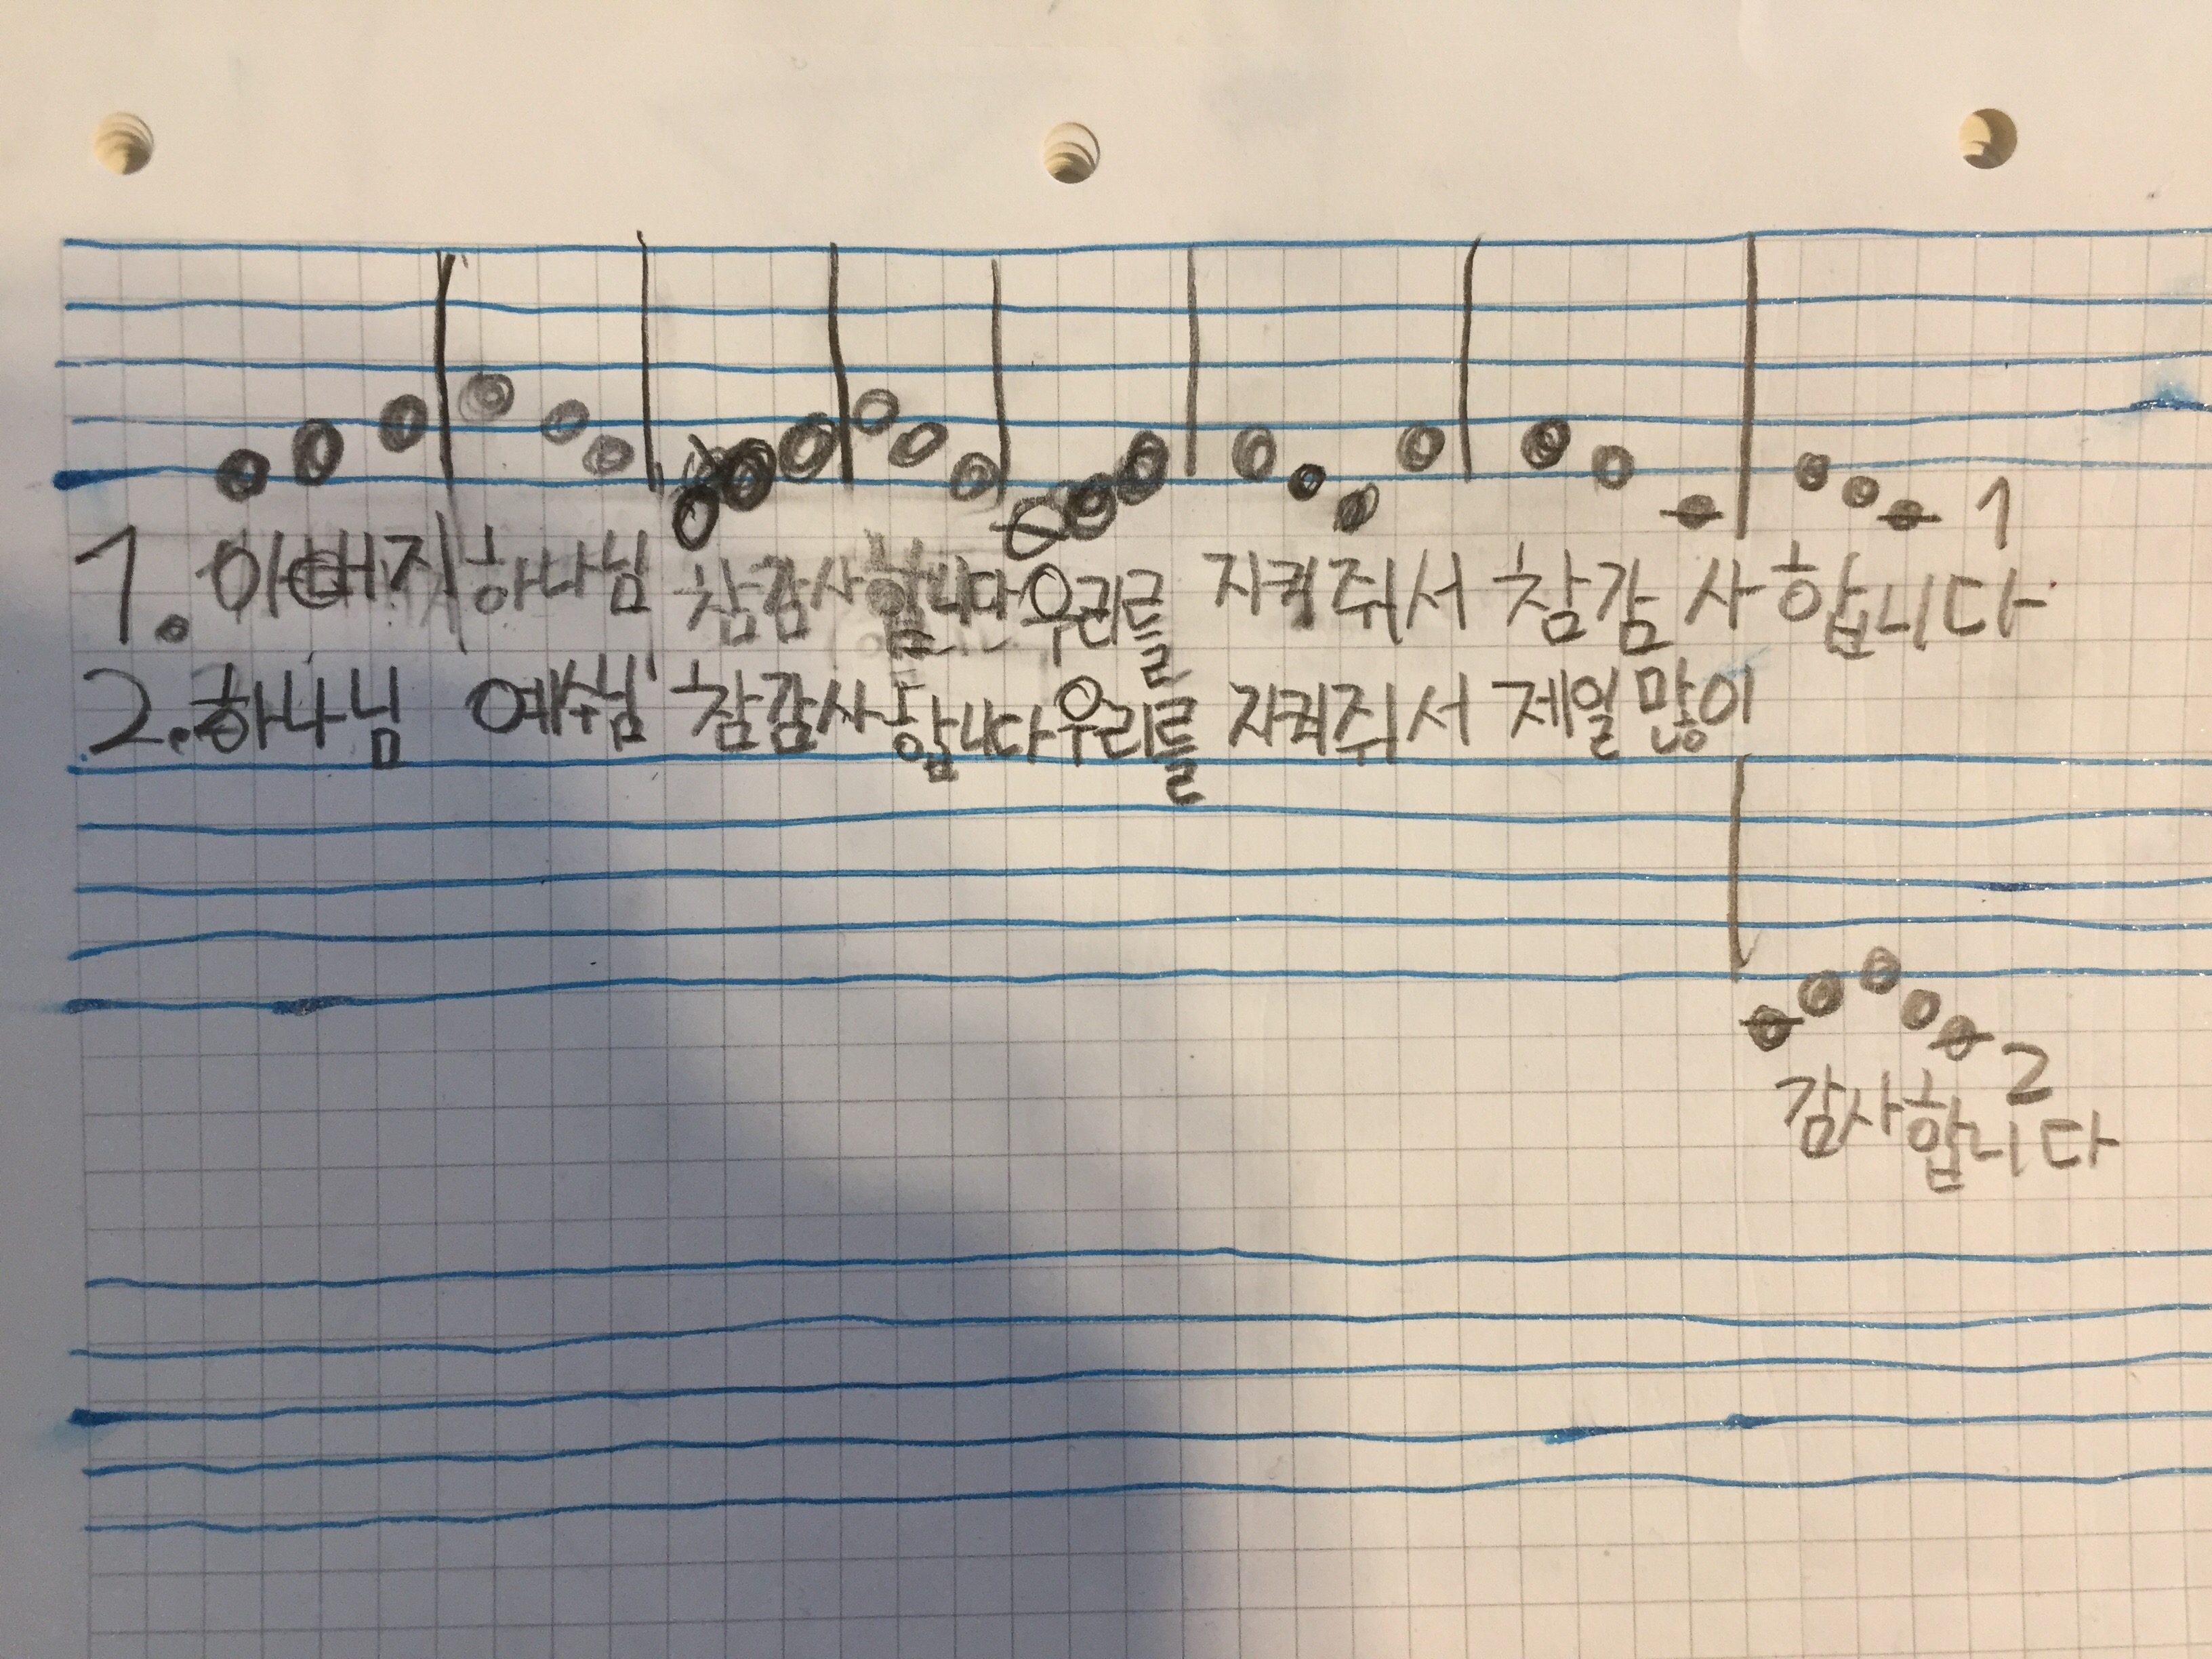 1
1. 아버지 하나님 참감사 합니다 우리를 지켜줘서 참감사 합니다
2. 하나님 예수님 참감사 합니다 우리를 지켜줘서 제일 많이
2
감사합니다